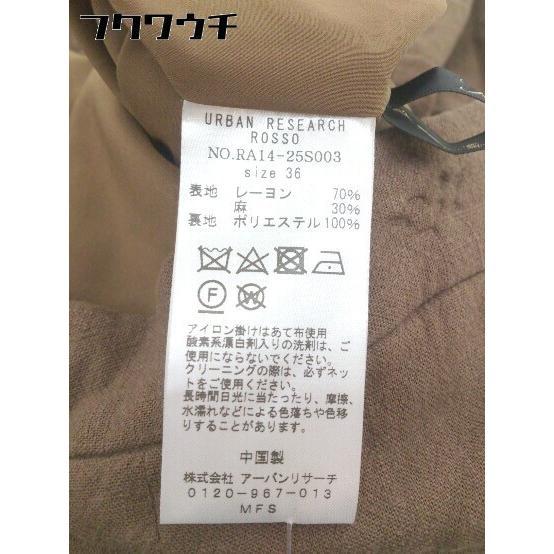 フクワウチ
URBAN RESEARCH
ROSSO
NO.RA14-25S003
size 36
表地 レーヨン 70%
麻 30%
裏地 ポリエステル 100%
F W
アイロン掛けはあて布使用
酸素系漂白剤入りの洗剤は、ご
使用にならないでください。
クリーニングの際は、必ずネッ
トをご使用ください。
長時間日光に当たったり、摩擦、
水濡れなどによる色落ちや色移
りすることがあります。
中国製
株式会社 アーバンリサーチ
0120-967-013
MFS